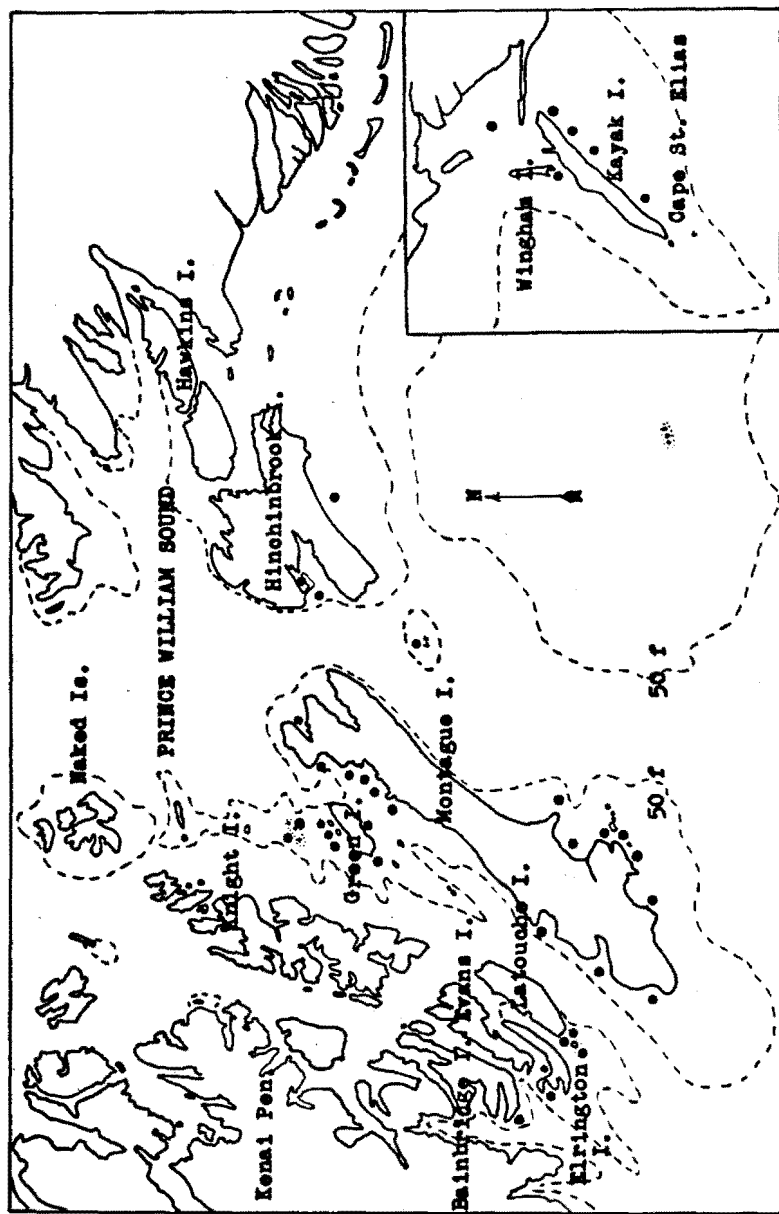 Naked Is.
PRINCE WILLIAM SOUND
Hawkins I.
Hinchinbrook I.
Knight I.
Green I.
Montague I.
Kenai Pen.
Bainbridge I.
Evans I.
Latouche I.
Elrington
I.
50 f
50 f
N
Wingham I.
Kayak I.
Cape St. Elias